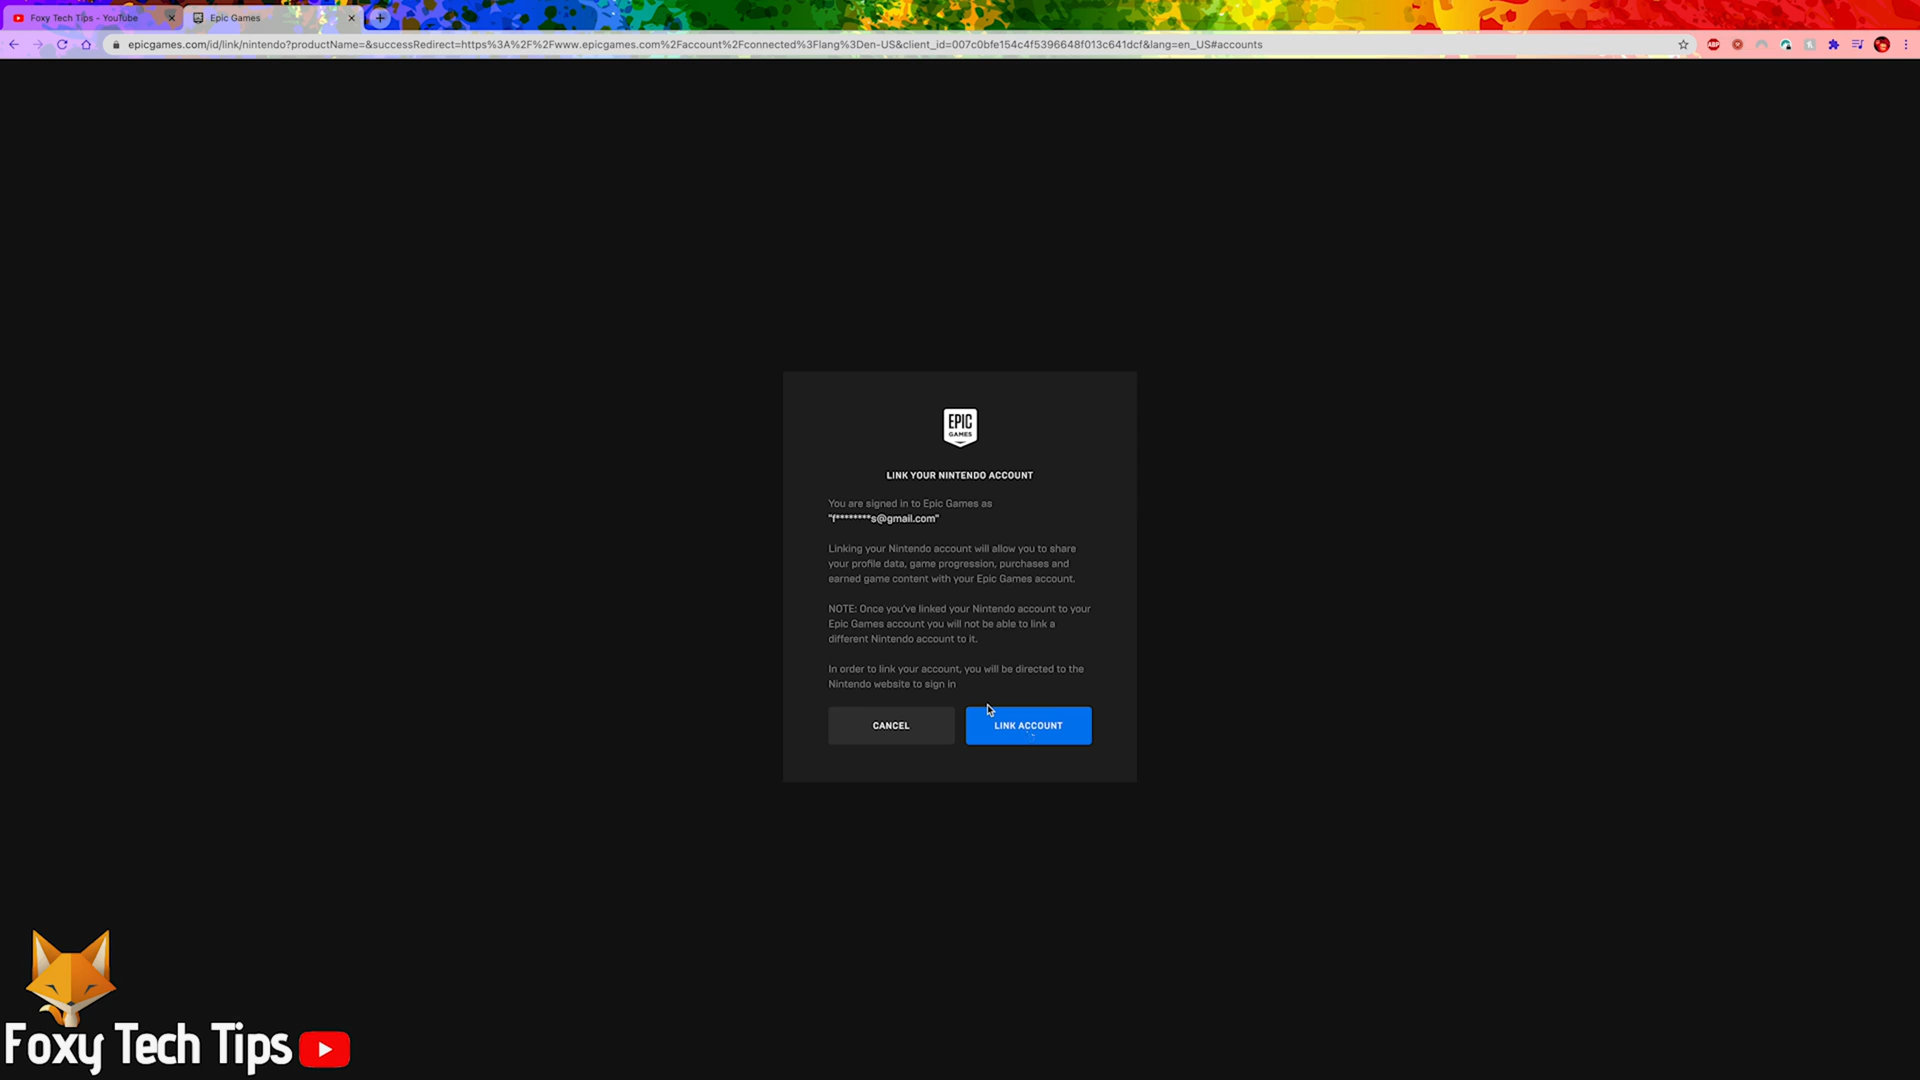 Foxy Tech Tips - YouTube
Epic Games
epicgames.com/id/link/nintendo?productName=&successRedirect=https%3A%2F%2Fwww.epicgames.com%2Faccount%2Fconnected%3Flang%3Den-US&client_id=007c0bfe154c4f5396648f013c641dcf&lang=en_US#accounts
ABP
EPIC
GAMES
LINK YOUR NINTENDO ACCOUNT
You are signed in to Epic Games as
"f********s@gmail.com"
Linking your Nintendo account will allow you to share
your profile data, game progression, purchases and
earned game content with your Epic Games account.
NOTE: Once you've linked your Nintendo account to your
Epic Games account you will not be able to link a
different Nintendo account to it.
In order to link your account, you will be directed to the
Nintendo website to sign in
CANCEL
LINK ACCOUNT
Foxy Tech Tips